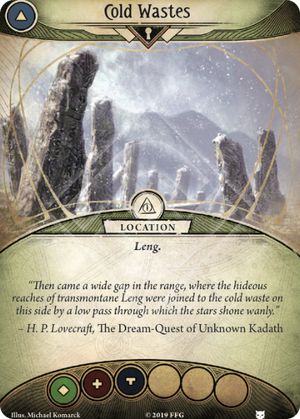 Cold Wastes
LOCATION
Leng.
"Then came a wide gap in the range, where the hideous
reaches of transmontane Leng were joined to the cold waste on
this side by a low pass through which the stars shone wanly."
– H. P. Lovecraft, The Dream-Quest of Unknown Kadath
Illus. Michael Komarck
© 2019 FFG